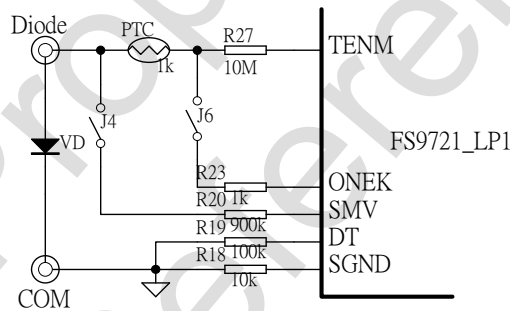 Diode
PTC
1k
R27
10M
TENM
J4
J6
VD
FS9721_LP1
R23
1k
ONEK
R20
900k
SMV
R19
100k
DT
R18
10k
SGND
COM